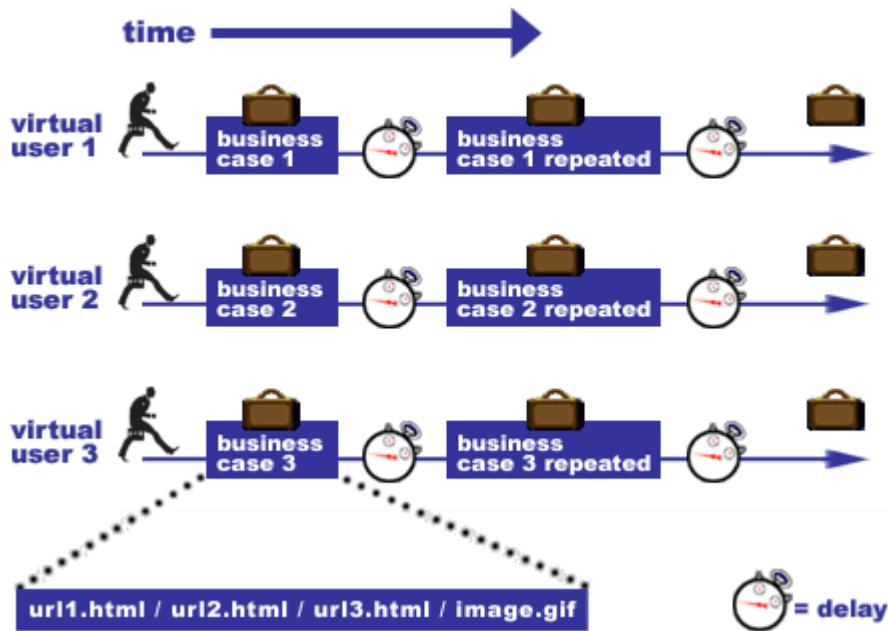 time
virtual
user 1
business
case 1
business
case 1 repeated
virtual
user 2
business
case 2
business
case 2 repeated
virtual
user 3
business
case 3
business
case 3 repeated
url1.html / url2.html / url3.html / image.gif
= delay